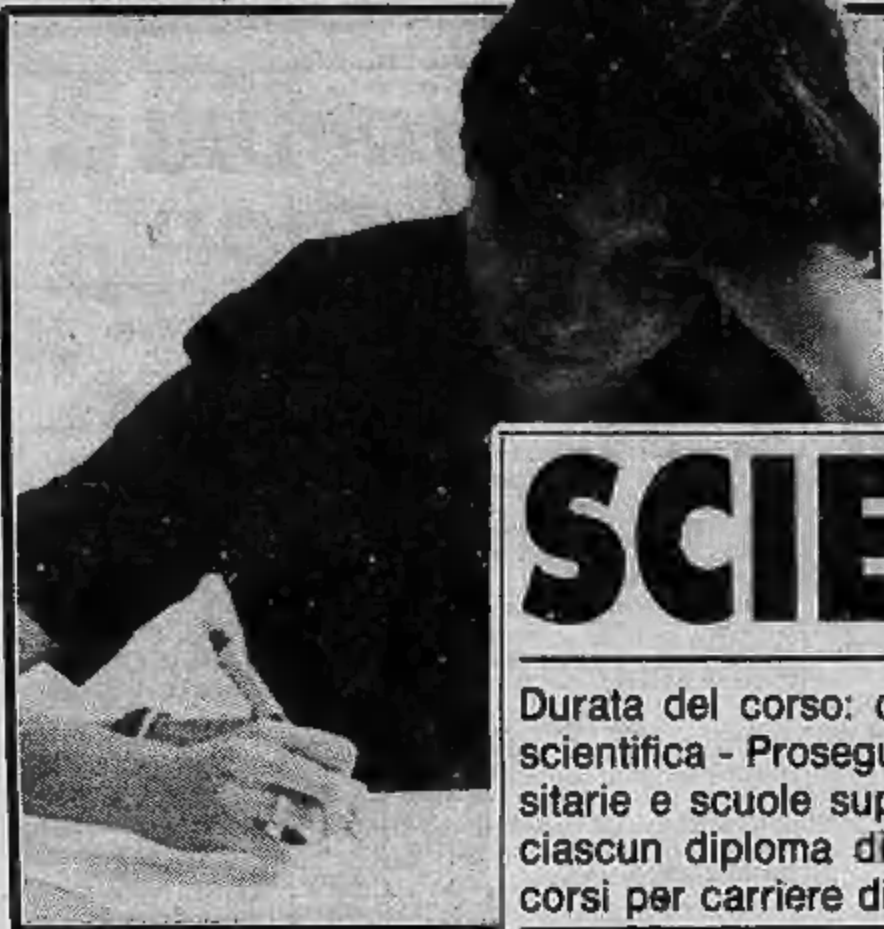 SCIE
Durata del corso:
scientifica - Prosegu
sitarie e scuole sup
ciascun diploma di
corsi per carriere di